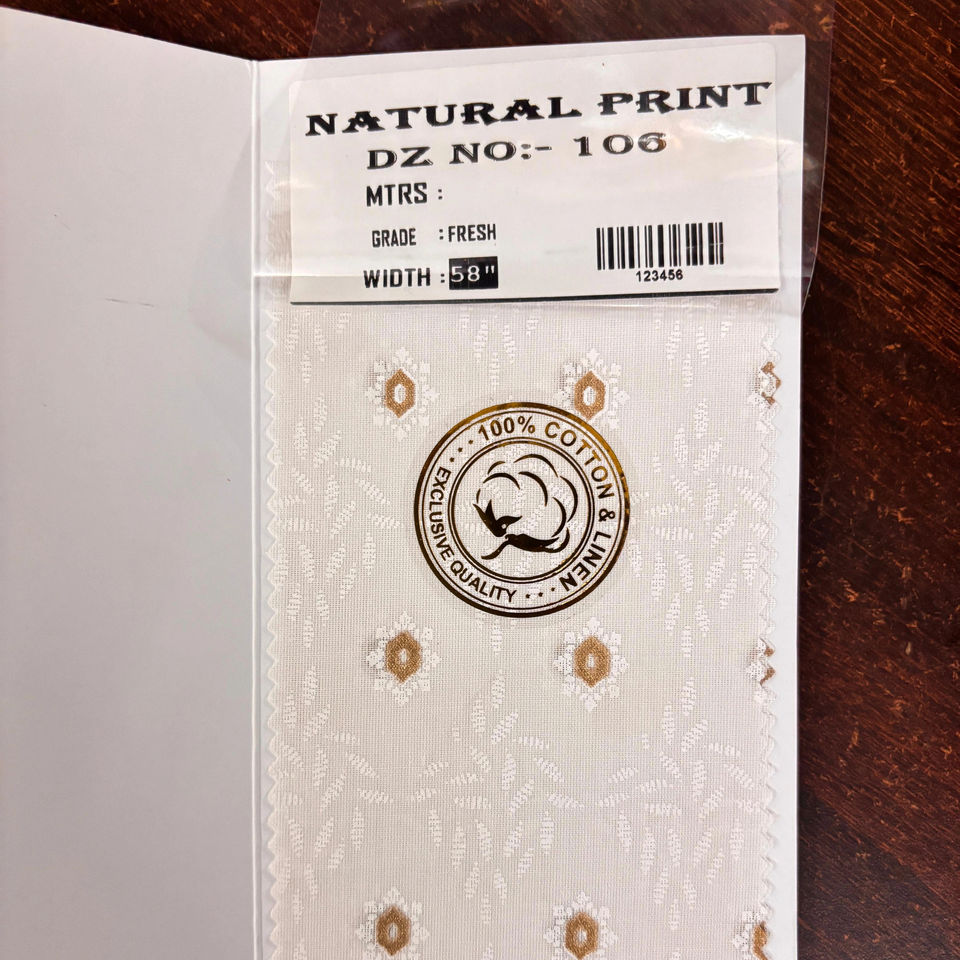 NATURAL PRINT
DZ NO:- 106
MTRS :
GRADE : FRESH
WIDTH : 58"
123456
100% COTTON & LINEN
EXCLUSIVE QUALITY